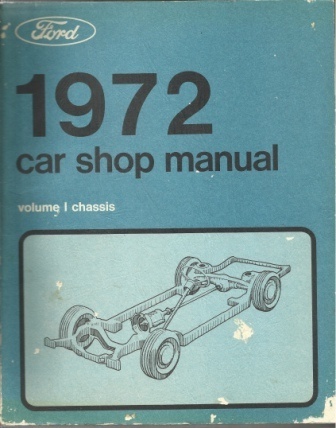 Ford
1972
car shop manual
volume I chassis